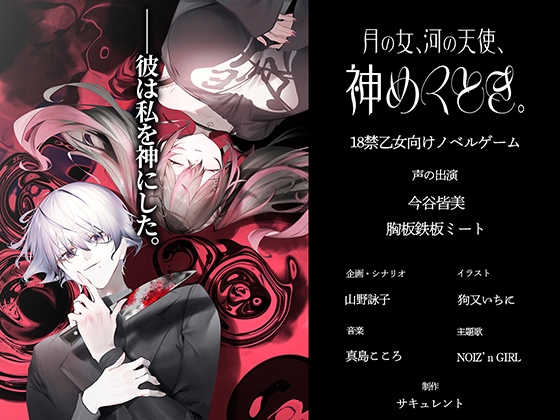 ――彼は私を神にした。
月の女、河の天使、
神めくとき。
18禁乙女向けノベルゲーム
声の出演
今谷皆美
胸板鉄板ミート
企画・シナリオ
山野詠子
イラスト
狗又いちに
音楽
真島こころ
主題歌
NOIZ'n GIRL
制作
サキュレント